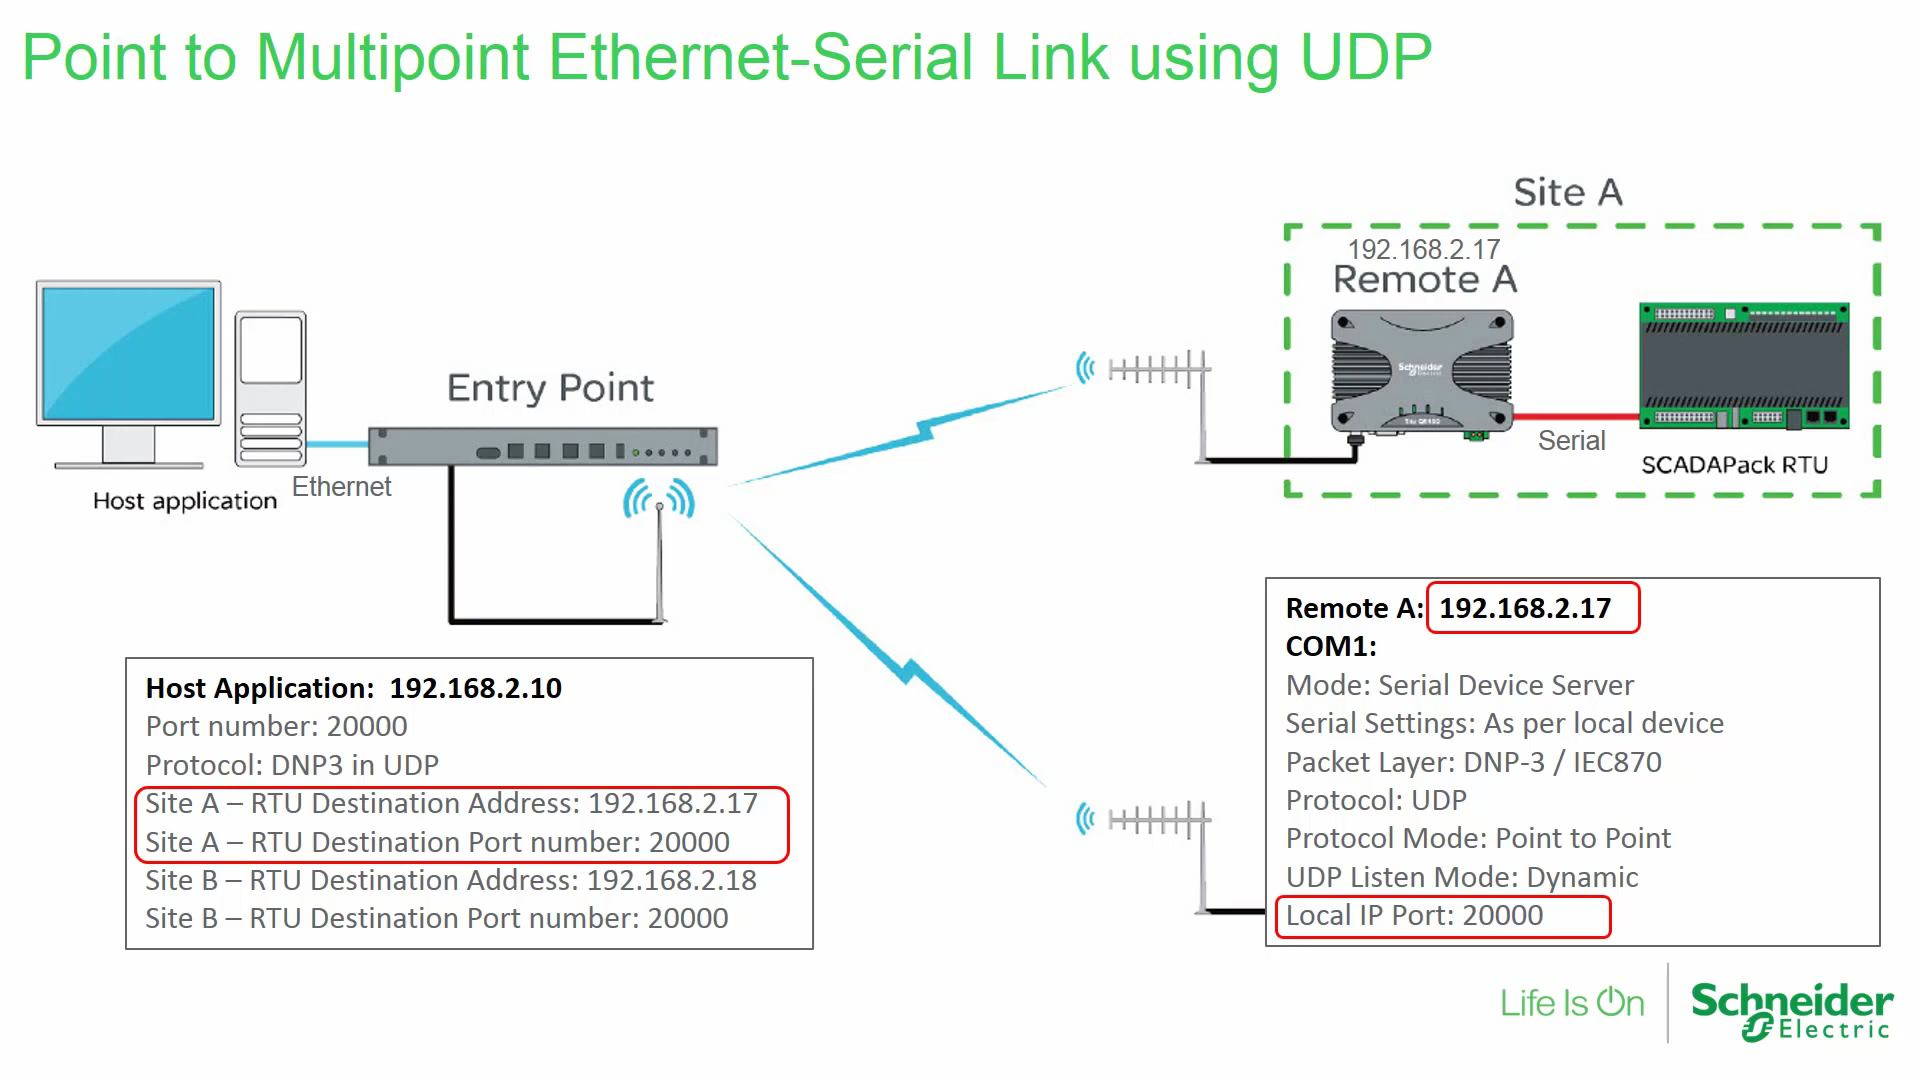 Point to Multipoint Ethernet-Serial Link using UDP
Site A
192.168.2.17
Remote A
Schneider
Electric
Serial
SCADAPack RTU
Entry Point
Ethernet
Host application
Host Application: 192.168.2.10
Port number: 20000
Protocol: DNP3 in UDP
Site A – RTU Destination Address: 192.168.2.17
Site A – RTU Destination Port number: 20000
Site B – RTU Destination Address: 192.168.2.18
Site B – RTU Destination Port number: 20000
Remote A: 192.168.2.17
COM1:
Mode: Serial Device Server
Serial Settings: As per local device
Packet Layer: DNP-3 / IEC870
Protocol: UDP
Protocol Mode: Point to Point
UDP Listen Mode: Dynamic
Local IP Port: 20000
Life Is On
Schneider
Electric